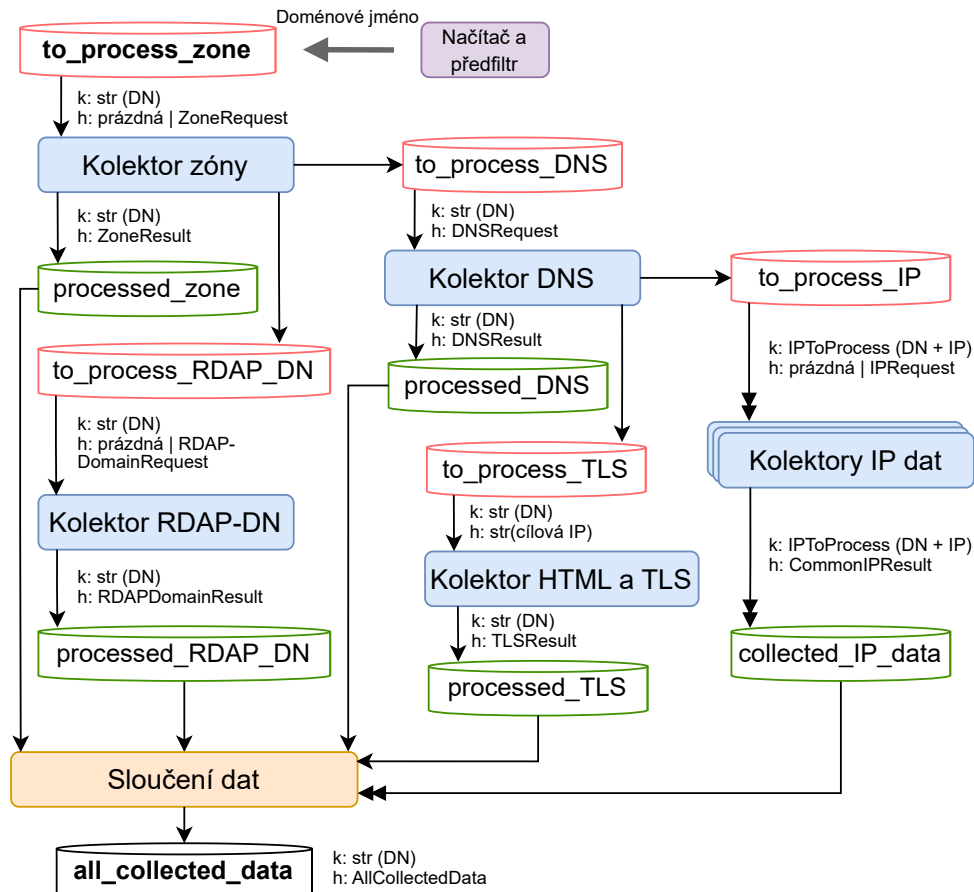 Doménové jméno
to_process_zone
Načítač a
předfiltr
k: str (DN)
h: prázdná | ZoneRequest
Kolektor zóny
to_process_DNS
k: str (DN)
h: ZoneResult
k: str (DN)
h: DNSRequest
processed_zone
Kolektor DNS
to_process_IP
k: str (DN)
h: DNSResult
to_process_RDAP_DN
processed_DNS
k: IPToProcess (DN + IP)
h: prázdná | IPRequest
k: str (DN)
h: prázdná | RDAP-
DomainRequest
to_process_TLS
Kolektory IP dat
Kolektor RDAP-DN
k: str (DN)
h: str(cílová IP)
k: IPToProcess (DN + IP)
h: CommonIPResult
Kolektor HTML a TLS
k: str (DN)
h: RDAPDomainResult
k: str (DN)
h: TLSResult
processed_RDAP_DN
processed_TLS
collected_IP_data
Sloučení dat
all_collected_data
k: str (DN)
h: AllCollectedData